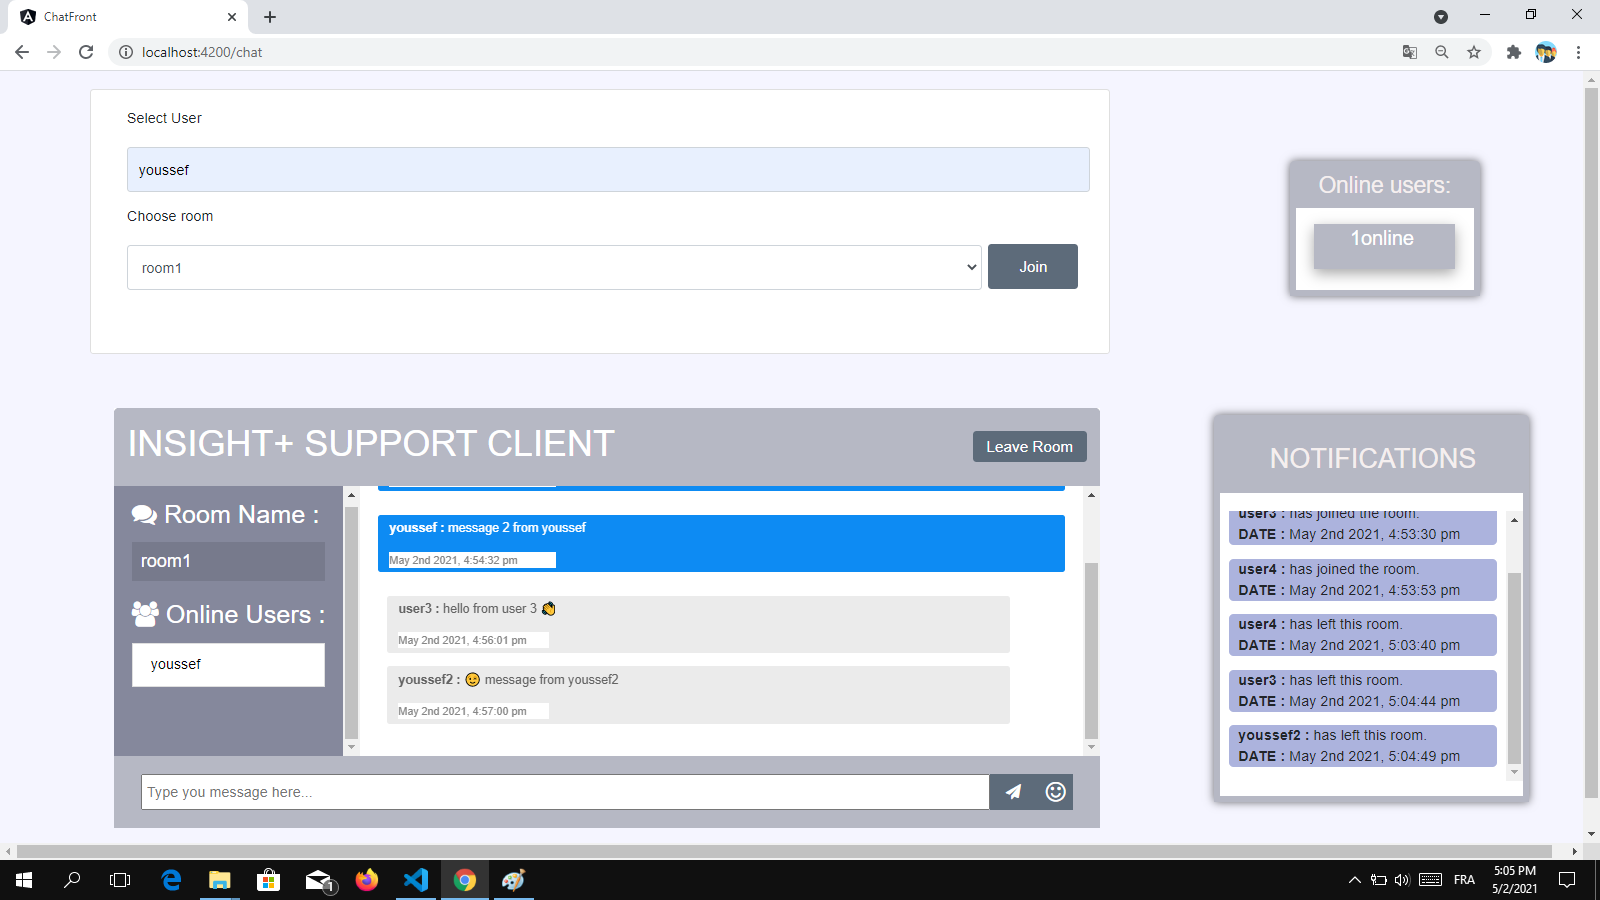 ChatFront
localhost:4200/chat
Select User
youssef
Choose room
room1
Join
Online users:
1online
INSIGHT+ SUPPORT CLIENT
Leave Room
Room Name :
room1
Online Users :
youssef
youssef : message 2 from youssef
May 2nd 2021, 4:54:32 pm
user3 : hello from user 3 👏
May 2nd 2021, 4:56:01 pm
youssef2 : 😉 message from youssef2
May 2nd 2021, 4:57:00 pm
Type you message here...
NOTIFICATIONS
user3 : has joined the room.
DATE : May 2nd 2021, 4:53:30 pm
user4 : has joined the room.
DATE : May 2nd 2021, 4:53:53 pm
user4 : has left this room.
DATE : May 2nd 2021, 5:03:40 pm
user3 : has left this room.
DATE : May 2nd 2021, 5:04:44 pm
youssef2 : has left this room.
DATE : May 2nd 2021, 5:04:49 pm
1
FRA
5:05 PM
5/2/2021